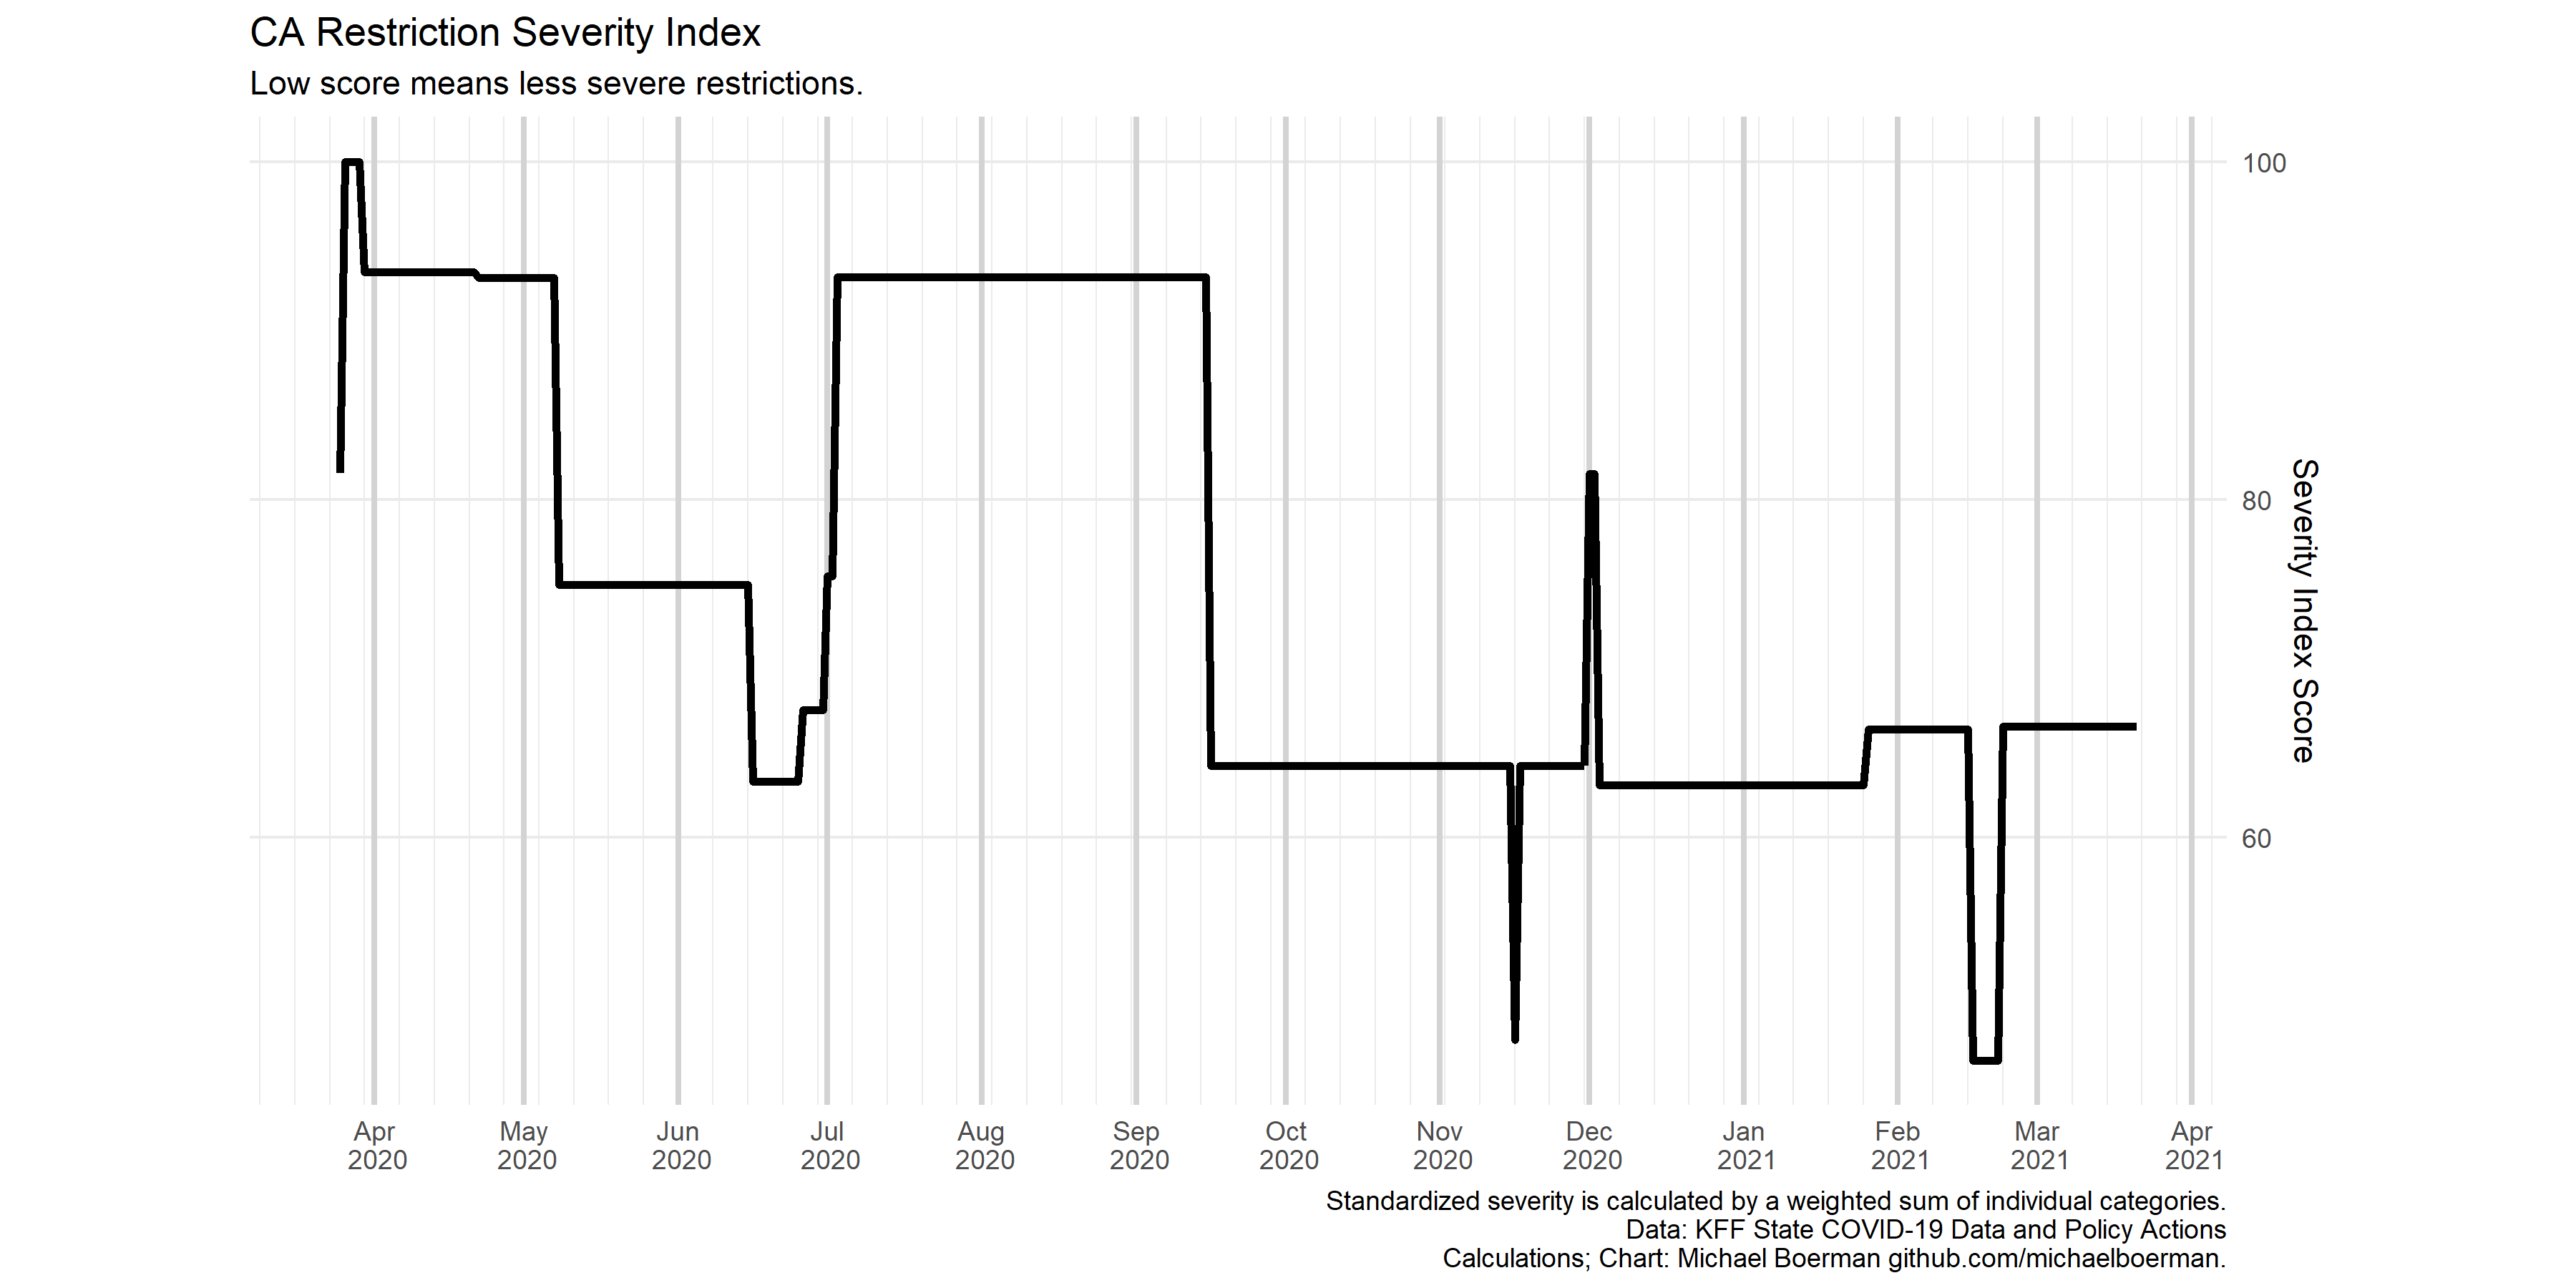 CA Restriction Severity Index
Low score means less severe restrictions.
100
80
60
Severity Index Score
Apr May Jun Jul Aug Sep Oct Nov Dec Jan Feb Mar Apr
2020 2020 2020 2020 2020 2020 2020 2020 2020 2021 2021 2021 2021
Standardized severity is calculated by a weighted sum of individual categories.
Data: KFF State COVID-19 Data and Policy Actions
Calculations; Chart: Michael Boerman github.com/michaelboerman.